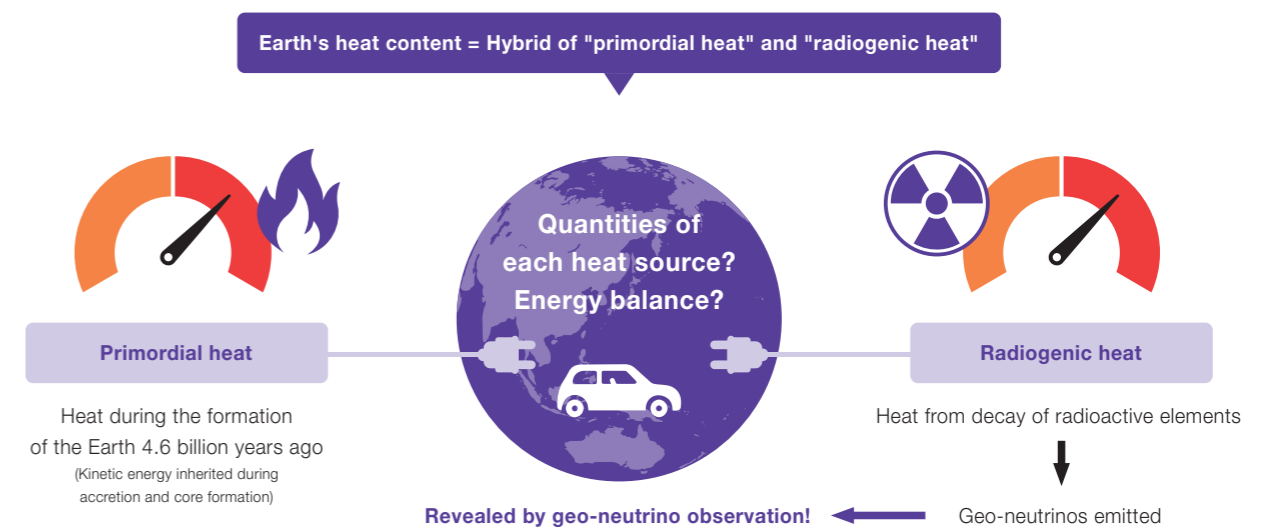 Earth's heat content = Hybrid of "primordial heat" and "radiogenic heat"
Quantities of
each heat source?
Energy balance?
Primordial heat
Heat during the formation
of the Earth 4.6 billion years ago
(Kinetic energy inherited during
accretion and core formation)
Radiogenic heat
Heat from decay of radioactive elements
Geo-neutrinos emitted
Revealed by geo-neutrino observation!